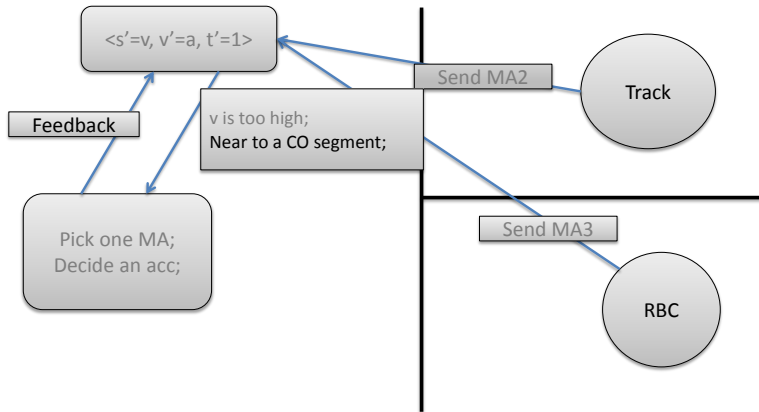 <s’=v, v’=a, t’=1>
Send MA2
Track
Feedback
v is too high;
Near to a CO segment;
Pick one MA;
Decide an acc;
Send MA3
RBC